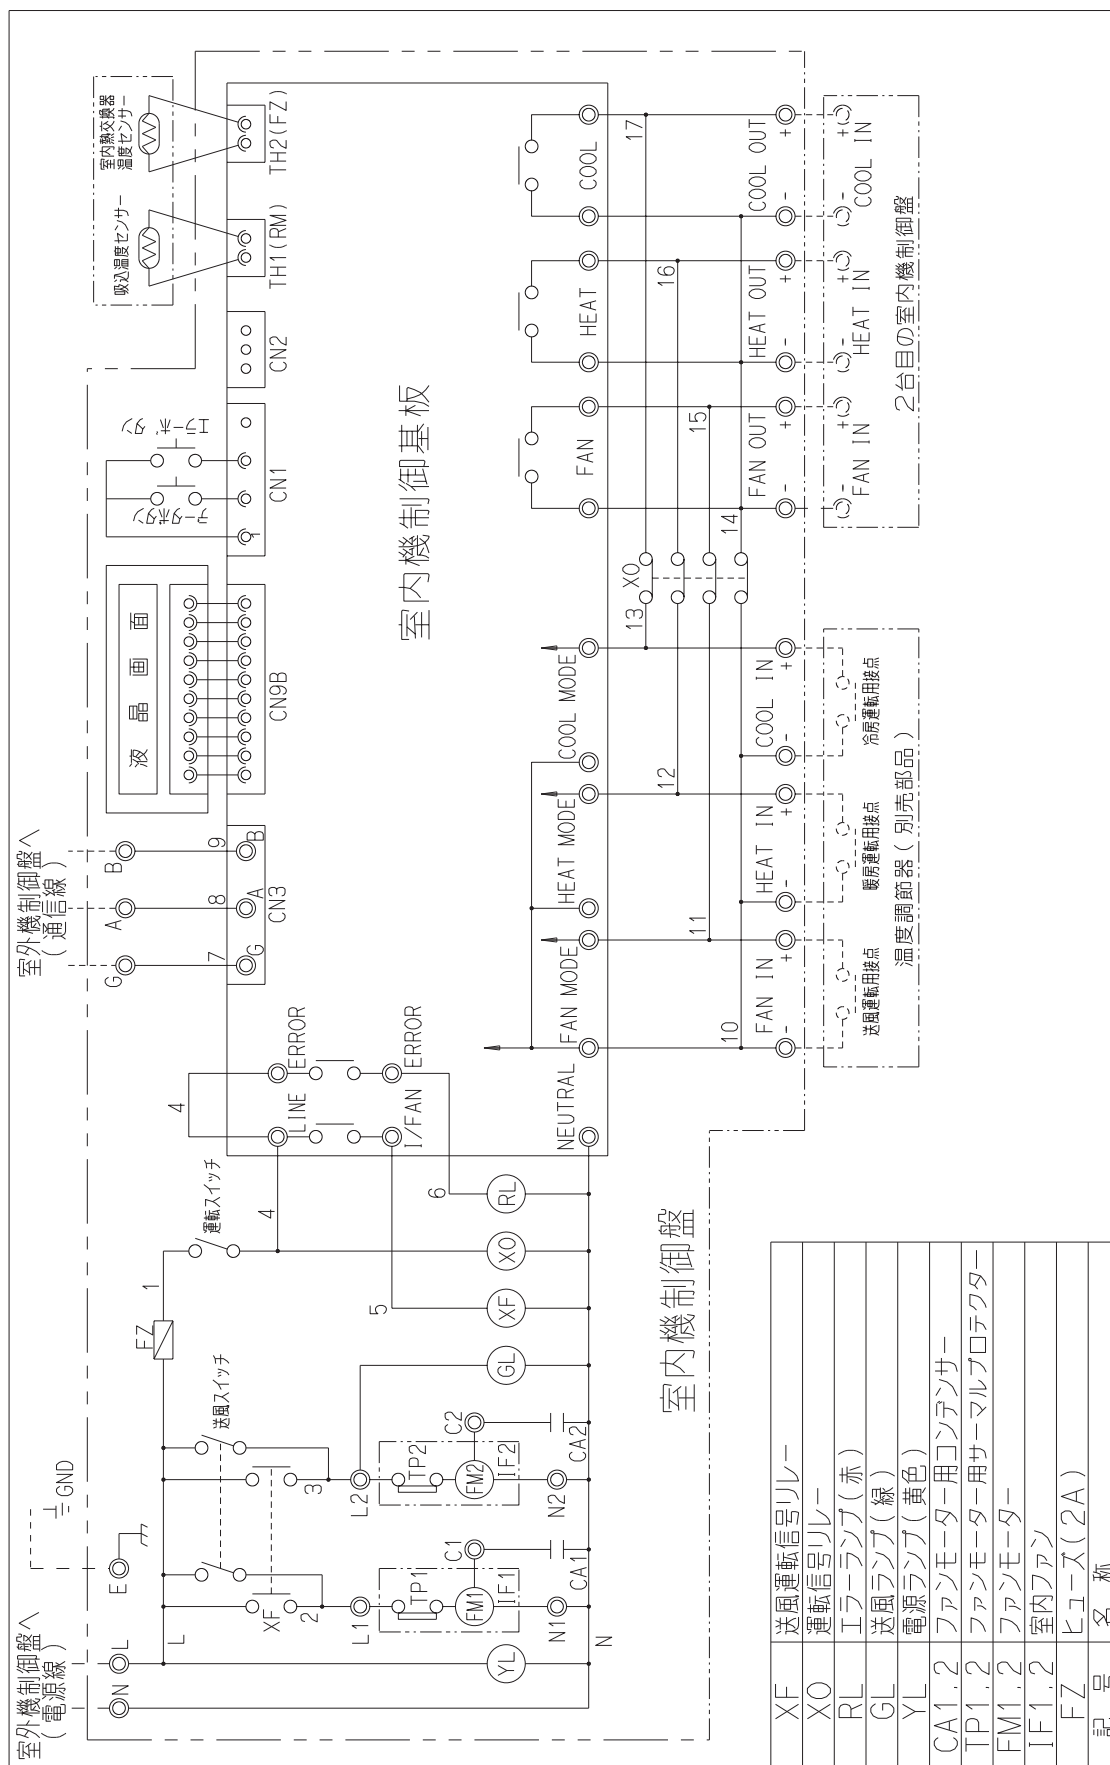 室外機制御盤へ
(電源線)
N
L
E
GND
室外機制御盤へ
(通信線)
G
A
B
7
8
9
G
A
B
CN3
液晶画面
CN9B
データボタン
エラーボタン
1
CN1
CN2
吸込温度センサー
TH1(RM)
室内熱交換器
温度センサー
TH2(FZ)
L
XF
2
送風スイッチ
3
FZ
1
運転スイッチ
4
4
LINE
ERROR
I/FAN
ERROR
5
6
YL
L1
TP1
FM1
IF1
C1
CA1
N1
L2
TP2
FM2
IF2
C2
CA2
N2
GL
XF
XO
RL
N
NEUTRAL
室内機制御基板
FAN MODE
HEAT MODE
COOL MODE
FAN
HEAT
COOL
10
11
12
13
XO
14
15
16
17
FAN IN
- +
HEAT IN
- +
COOL IN
- +
FAN OUT
- +
HEAT OUT
- +
COOL OUT
- +
送風運転用接点
暖房運転用接点
冷房運転用接点
温度調節器(別売部品)
- +
FAN IN
- +
HEAT IN
- +
COOL IN
2台目の室内機制御盤
室内機制御盤
XF 送風運転信号リレー
XO 運転信号リレー
RL エラーランプ(赤)
GL 送風ランプ(緑)
YL 電源ランプ(黄色)
CA1.2 ファンモーター用コンデンサー
TP1.2 ファンモーター用サーマルプロテクター
FM1.2 ファンモーター
IF1.2 室内ファン
FZ ヒューズ(2A)
記号 名称